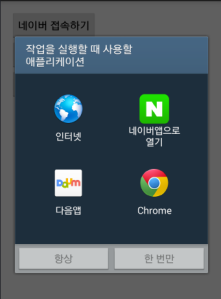 네이버 접속하기
작업을 실행할 때 사용할
애플리케이션
인터넷
N
네이버앱으로
열기
Daum
다음앱
Chrome
항상
한 번만